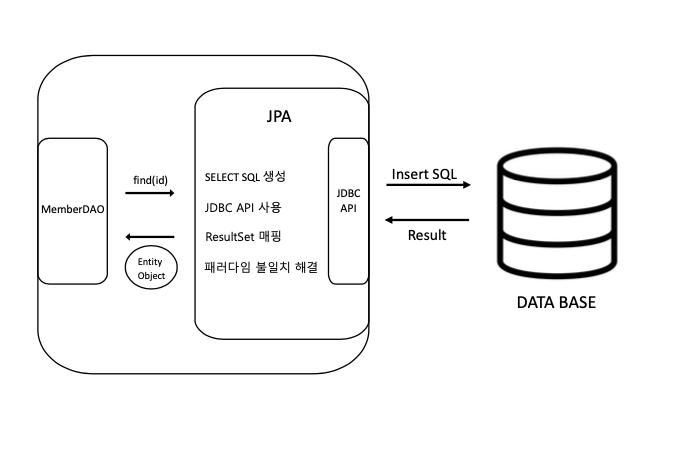 JPA
MemberDAO
find(id)
Entity
Object
SELECT SQL 생성
JDBC API 사용
ResultSet 매핑
패러다임 불일치 해결
JDBC
API
Insert SQL
Result
DATA BASE